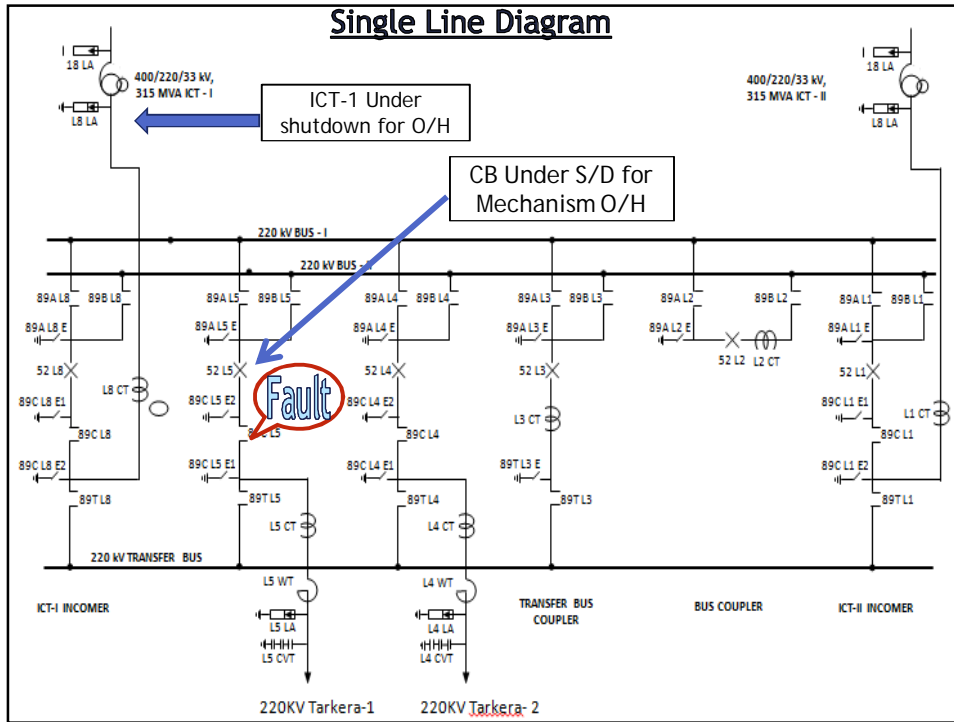 Single Line Diagram
18 LA
400/220/33 kV,
315 MVA ICT - I
L8 LA
ICT-1 Under
shutdown for O/H
18 LA
400/220/33 kV,
315 MVA ICT - II
L8 LA
CB Under S/D for
Mechanism O/H
220 kV BUS - I
220 kV BUS -
89A L8
89B L8
89A L5
89B L5
89A L4
89B L4
89A L3
89B L3
89A L2
89B L2
89A L1
89B L1
89A L8 E
89A L5 E
89A L4 E
89A L3 E
89A L2 E
89A L1 E
52 L8
L8 CT
52 L5
52 L4
52 L3
52 L2
L2 CT
52 L1
Fault
89C L8 E1
89C L5 E2
89C L4 E2
L3 CT
89C L1 E1
L1 CT
89C L8
89C L5
89C L4
89C L1
89C L8 E2
89C L5 E1
89C L4 E1
89T L3 E
89C L1 E2
89T L8
89T L5
89T L4
89T L3
89T L1
L5 CT
L4 CT
220 kV TRANSFER BUS
L5 WT
L4 WT
ICT-I INCOMER
TRANSFER BUS
COUPLER
BUS COUPLER
ICT-II INCOMER
L5 LA
L4 LA
L5 CVT
L4 CVT
220KV Tarkera-1
220KV Tarkera- 2